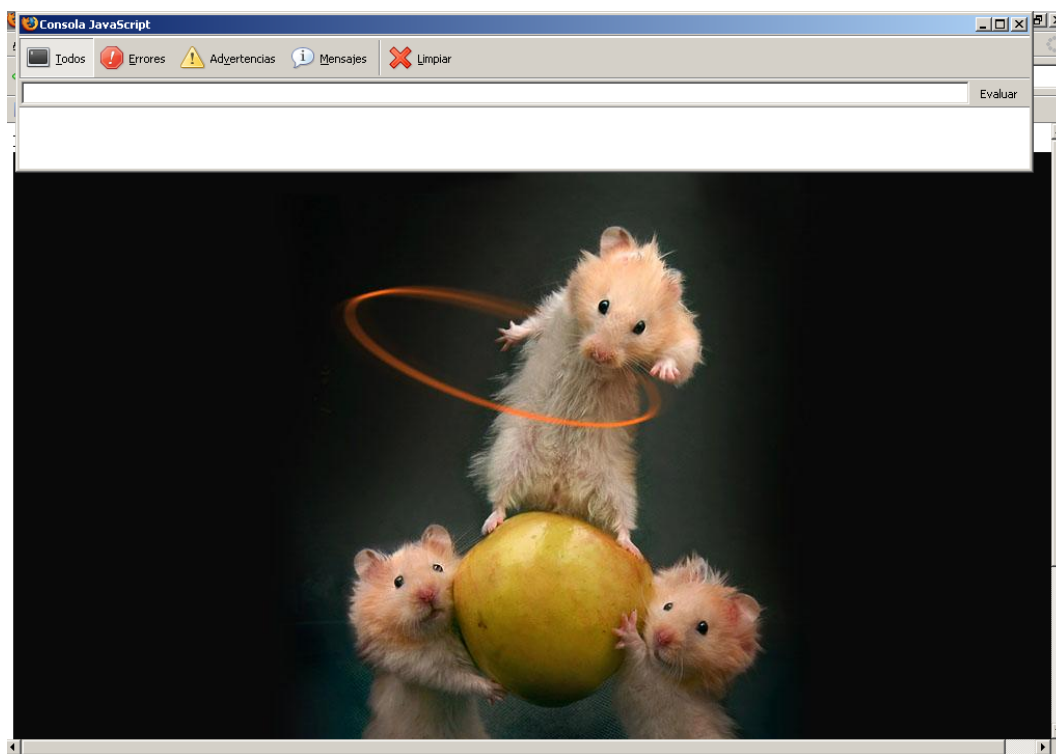 Consola JavaScript
Todos Errores Advertencias Mensajes Limpiar
Evaluar